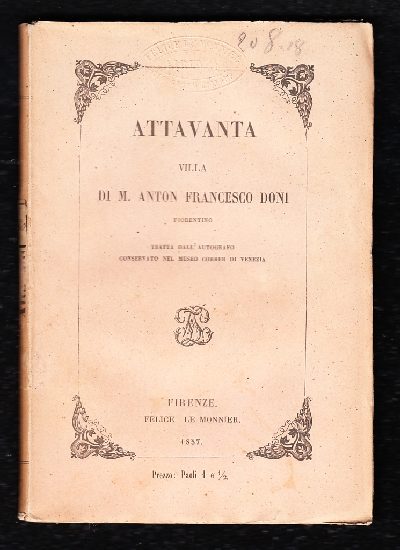 208.18
ATTAVANTA
VILLA
DI M. ANTON FRANCESCO DONI
FIORENTINO
TRATTA DALL'AUTOGRAFO
CONSERVATO NEL MUSEO CORRER DI VENEZIA
FIRENZE.
FELICE LE MONNIER.
1857.
Prezzo: Paoli 1 e 1/2